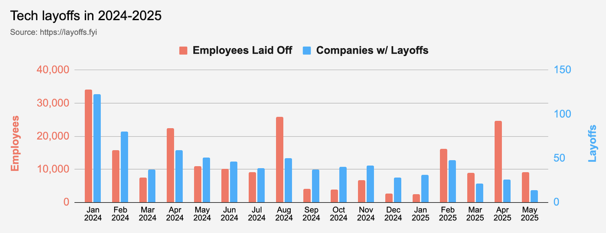 Tech layoffs in 2024-2025
Source: https://layoffs.fyi
Employees Laid Off
Companies w/ Layoffs
40,000
30,000
20,000
10,000
0
Employees
150
100
50
0
Layoffs
Jan
2024
Feb
2024
Mar
2024
Apr
2024
May
2024
Jun
2024
Jul
2024
Aug
2024
Sep
2024
Oct
2024
Nov
2024
Dec
2024
Jan
2025
Feb
2025
Mar
2025
Apr
2025
May
2025